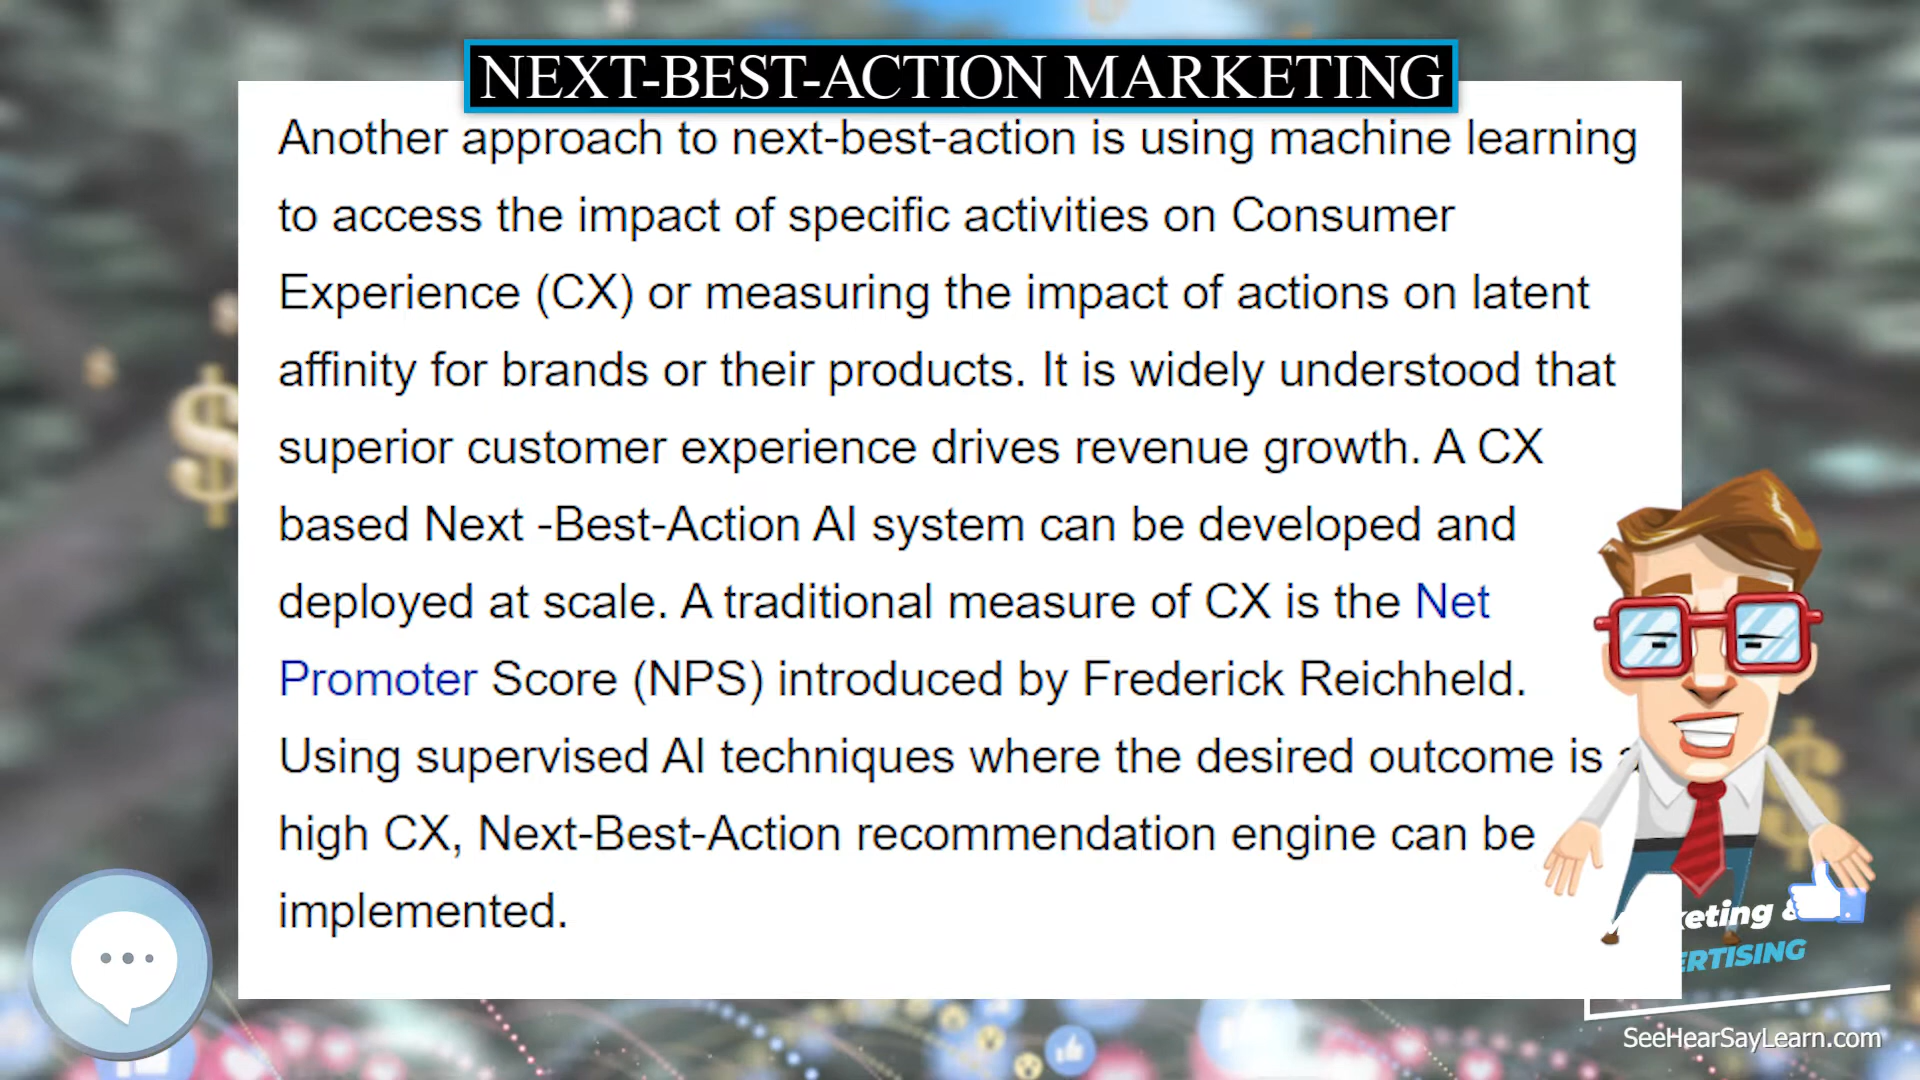 NEXT-BEST-ACTION MARKETING
Another approach to next-best-action is using machine learning
to access the impact of specific activities on Consumer
Experience (CX) or measuring the impact of actions on latent
affinity for brands or their products. It is widely understood that
superior customer experience drives revenue growth. A CX
based Next -Best-Action AI system can be developed and
deployed at scale. A traditional measure of CX is the Net
Promoter Score (NPS) introduced by Frederick Reichheld.
Using supervised AI techniques where the desired outcome is
high CX, Next-Best-Action recommendation engine can be
implemented.
SeeHearSayLearn.com